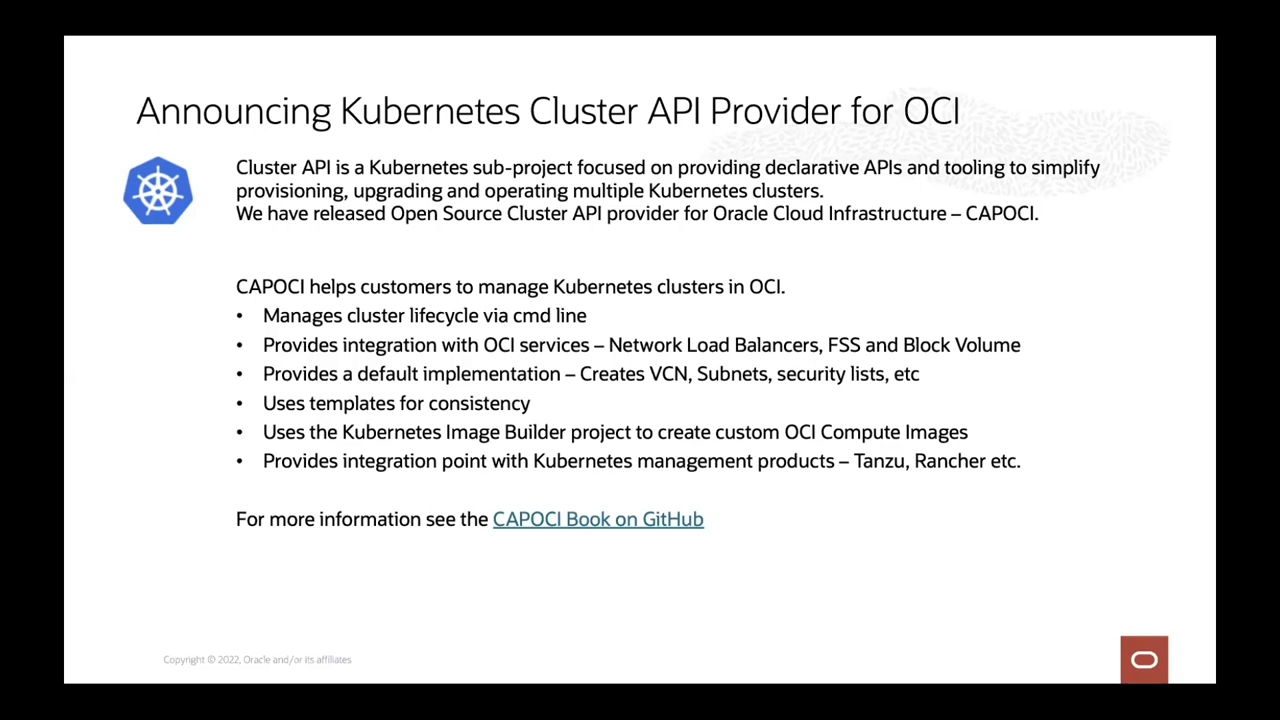 Announcing Kubernetes Cluster API Provider for OCI
Cluster API is a Kubernetes sub-project focused on providing declarative APIs and tooling to simplify
provisioning, upgrading and operating multiple Kubernetes clusters.
We have released Open Source Cluster API provider for Oracle Cloud Infrastructure – CAPOCI.
CAPOCI helps customers to manage Kubernetes clusters in OCI.
• Manages cluster lifecycle via cmd line
• Provides integration with OCI services – Network Load Balancers, FSS and Block Volume
• Provides a default implementation – Creates VCN, Subnets, security lists, etc
• Uses templates for consistency
• Uses the Kubernetes Image Builder project to create custom OCI Compute Images
• Provides integration point with Kubernetes management products – Tanzu, Rancher etc.
For more information see the CAPOCI Book on GitHub
Copyright © 2022, Oracle and/or its affiliates